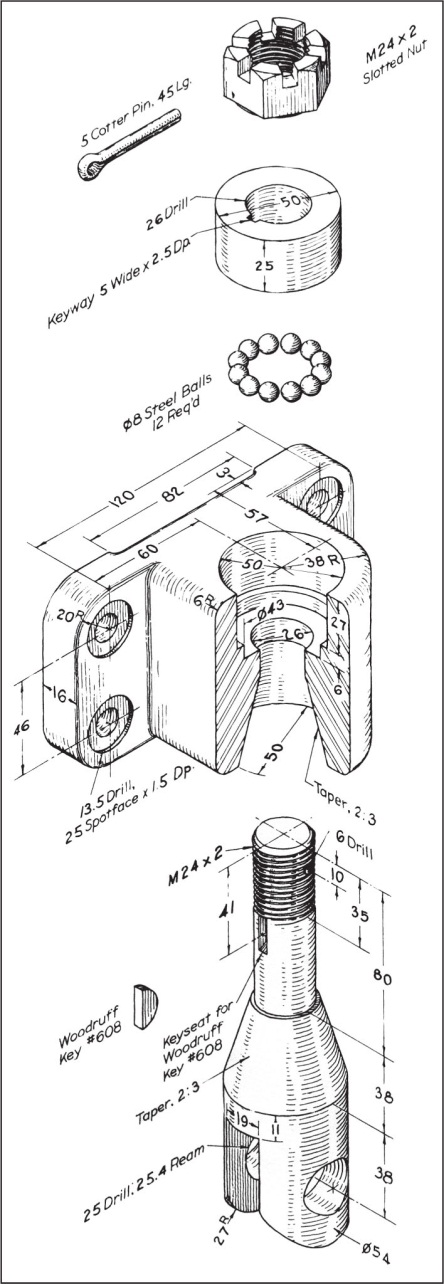 M24 x 2
Slotted Nut
5 Cotter Pin, 45 Lg.
26 Drill
50
Keyway 5 Wide x 2.5 Dp.
25
Ø8 Steel Balls
12 Req'd
120
82
3
57
60
50
38 R
6 R
Ø43
27
20R
26
16
6
46
50
13.5 Drill,
25 Spotface x 1.5 Dp.
Taper, 2:3
M24 x 2
6 Drill
10
41
35
80
Woodruff
Key #608
Keyseat for
Woodruff
Key #608
Taper, 2:3
38
19
11
25 Drill: 25.4 Ream
38
27R
Ø54